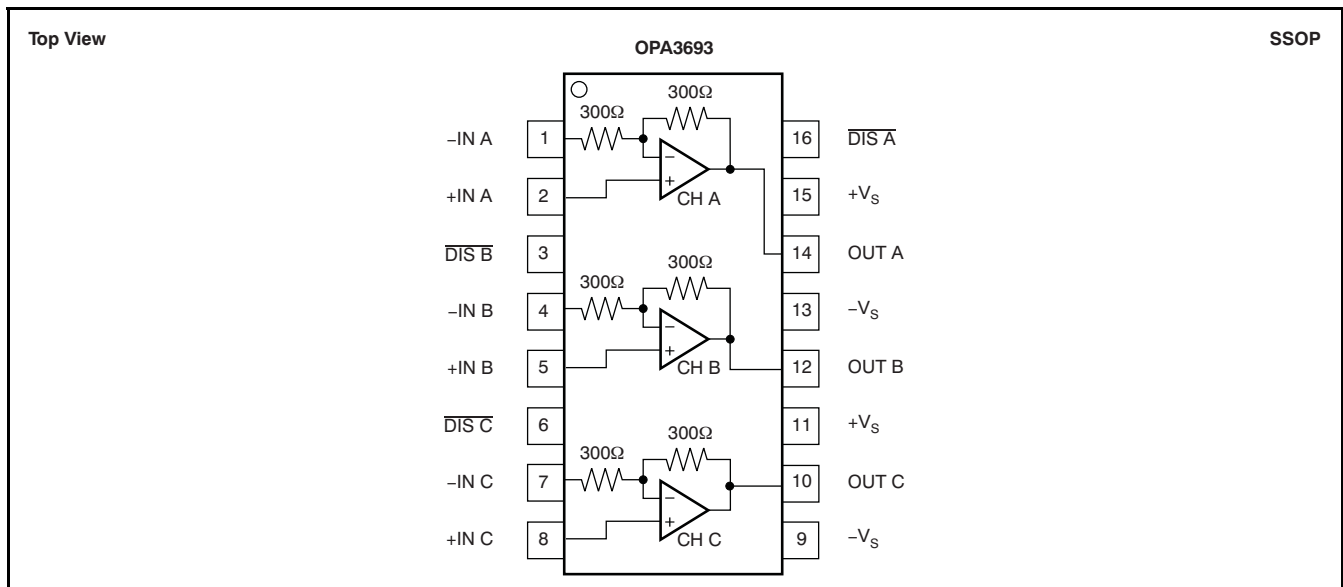 Top View
OPA3693
SSOP
300Ω
300Ω
−IN A 1
16 DIS A
−
+
CH A
+IN A 2
15 +VS
DIS B 3
14 OUT A
300Ω
300Ω
−IN B 4
13 −VS
−
+
CH B
+IN B 5
12 OUT B
DIS C 6
11 +VS
300Ω
300Ω
−IN C 7
10 OUT C
−
+
CH C
+IN C 8
9 −VS